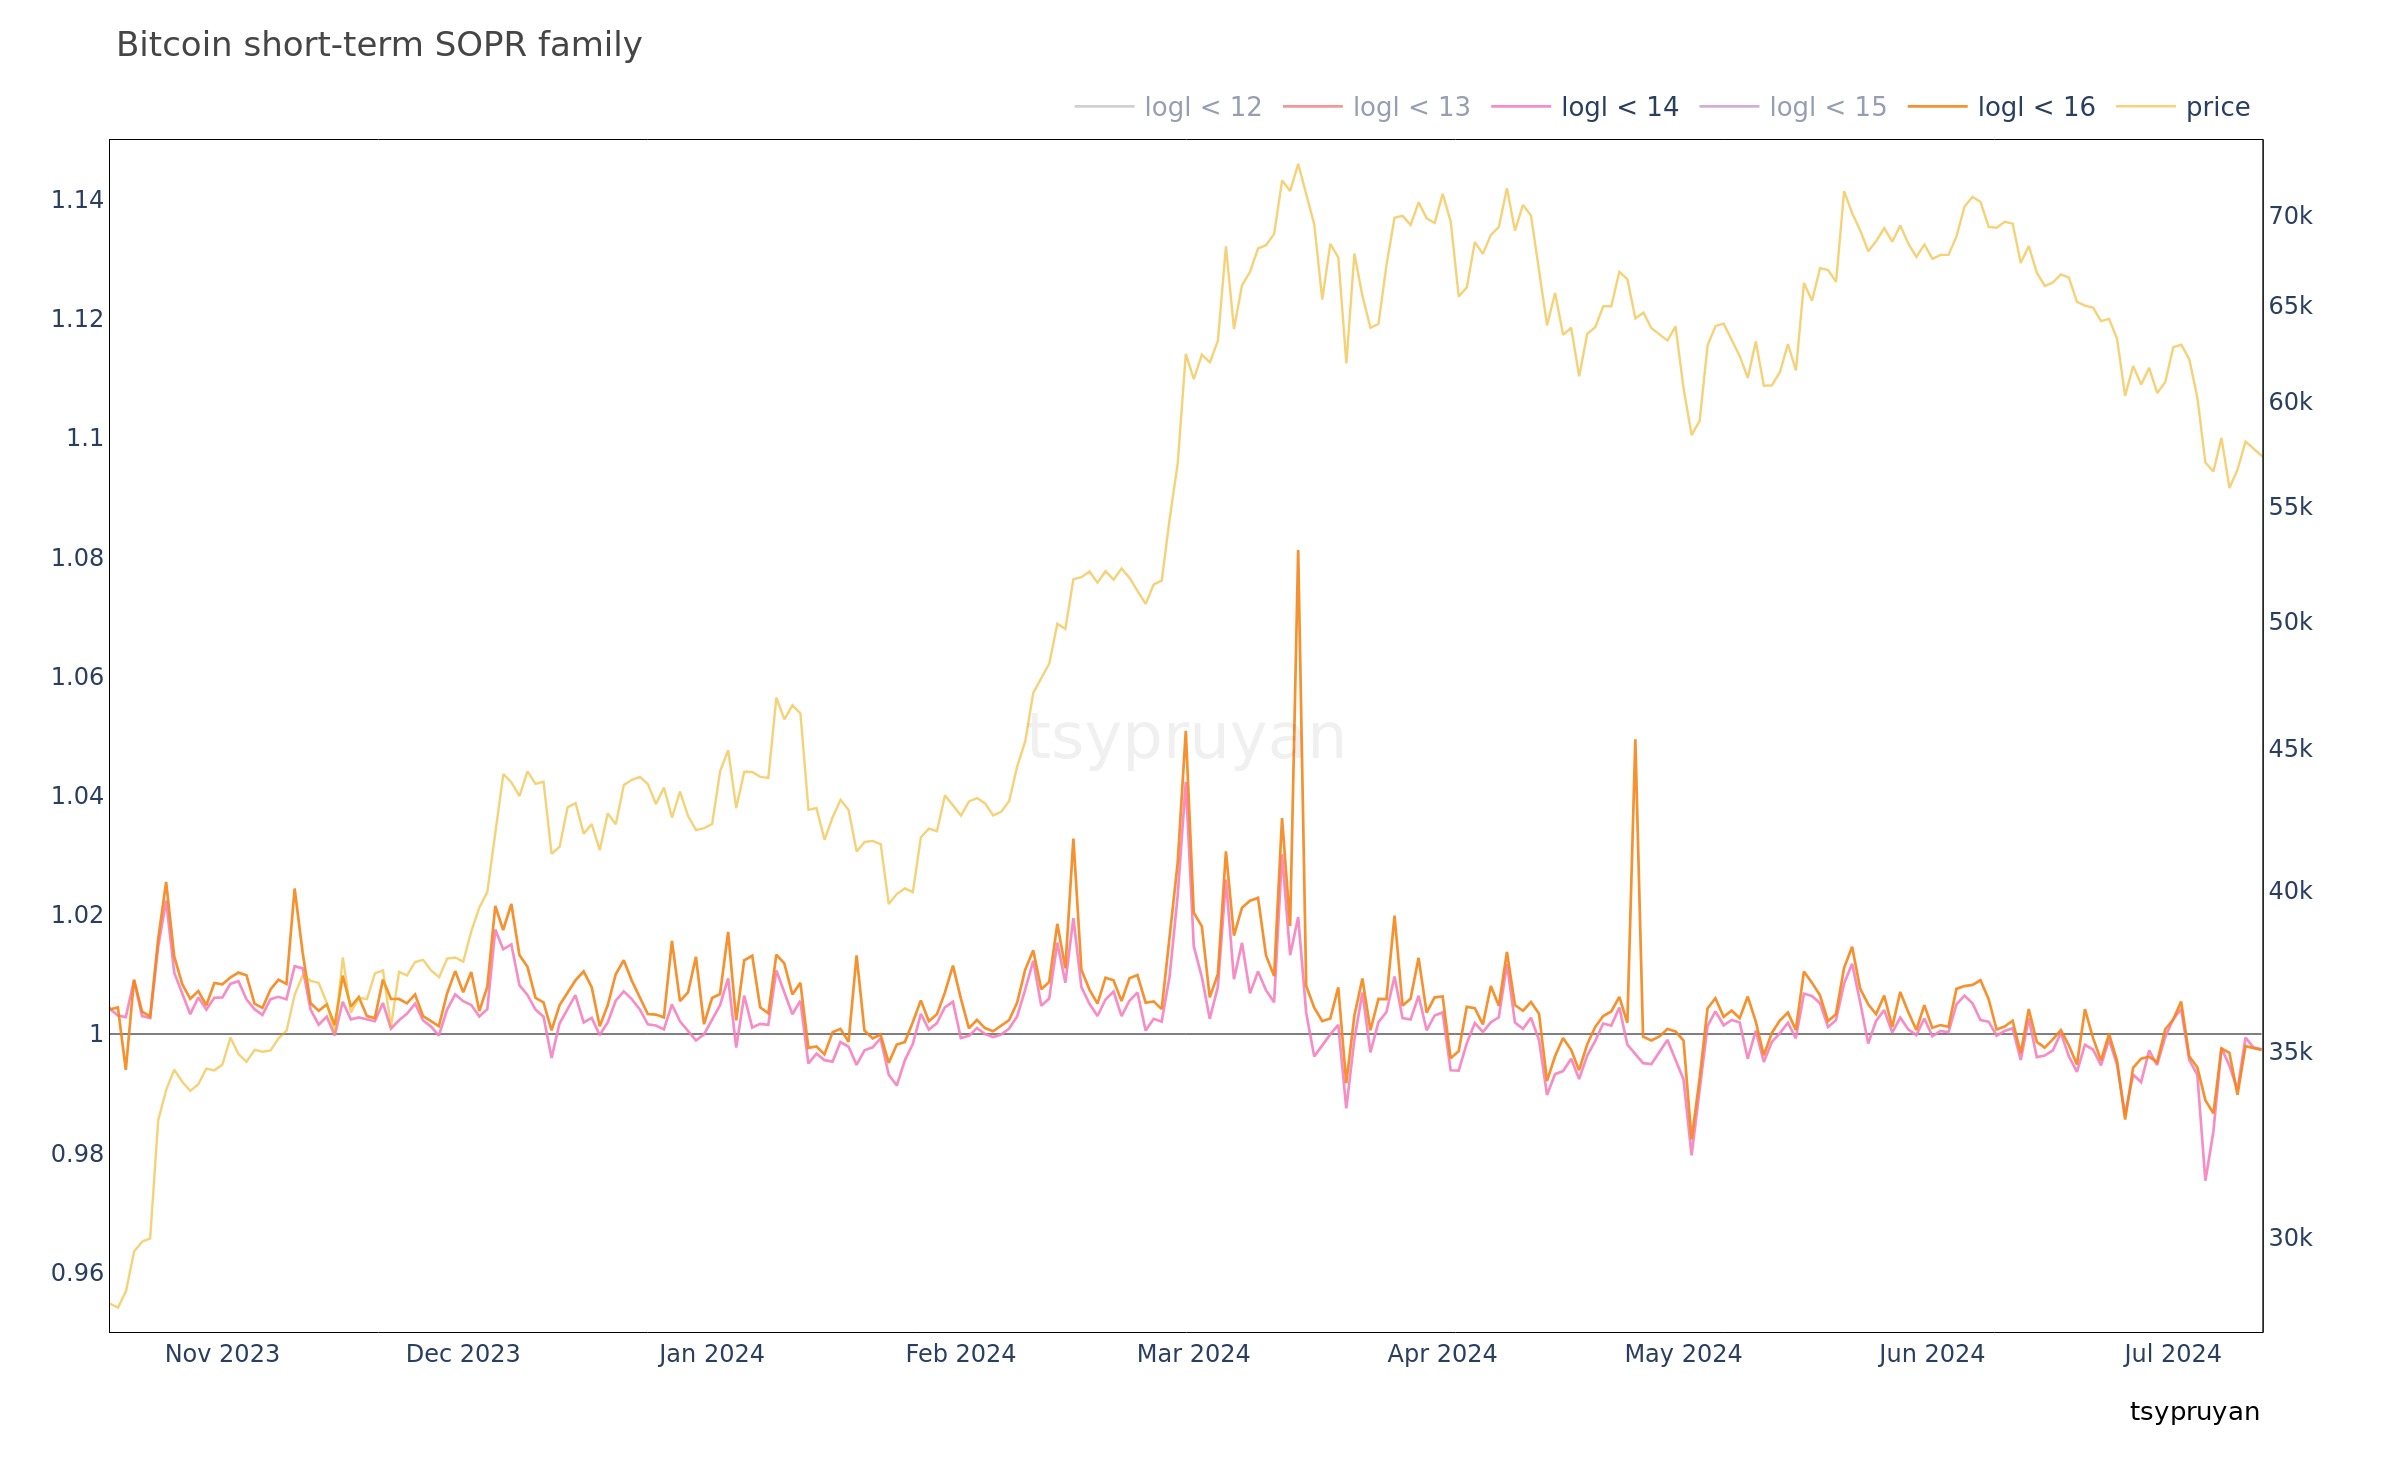 Bitcoin short-term SOPR family
logl < 12 logl < 13 logl < 14 logl < 15 logl < 16 price
1.14
1.12
1.1
1.08
1.06
1.04
1.02
1
0.98
0.96
70k
65k
60k
55k
50k
45k
40k
35k
30k
tsypruyan
Nov 2023 Dec 2023 Jan 2024 Feb 2024 Mar 2024 Apr 2024 May 2024 Jun 2024 Jul 2024
tsypruyan